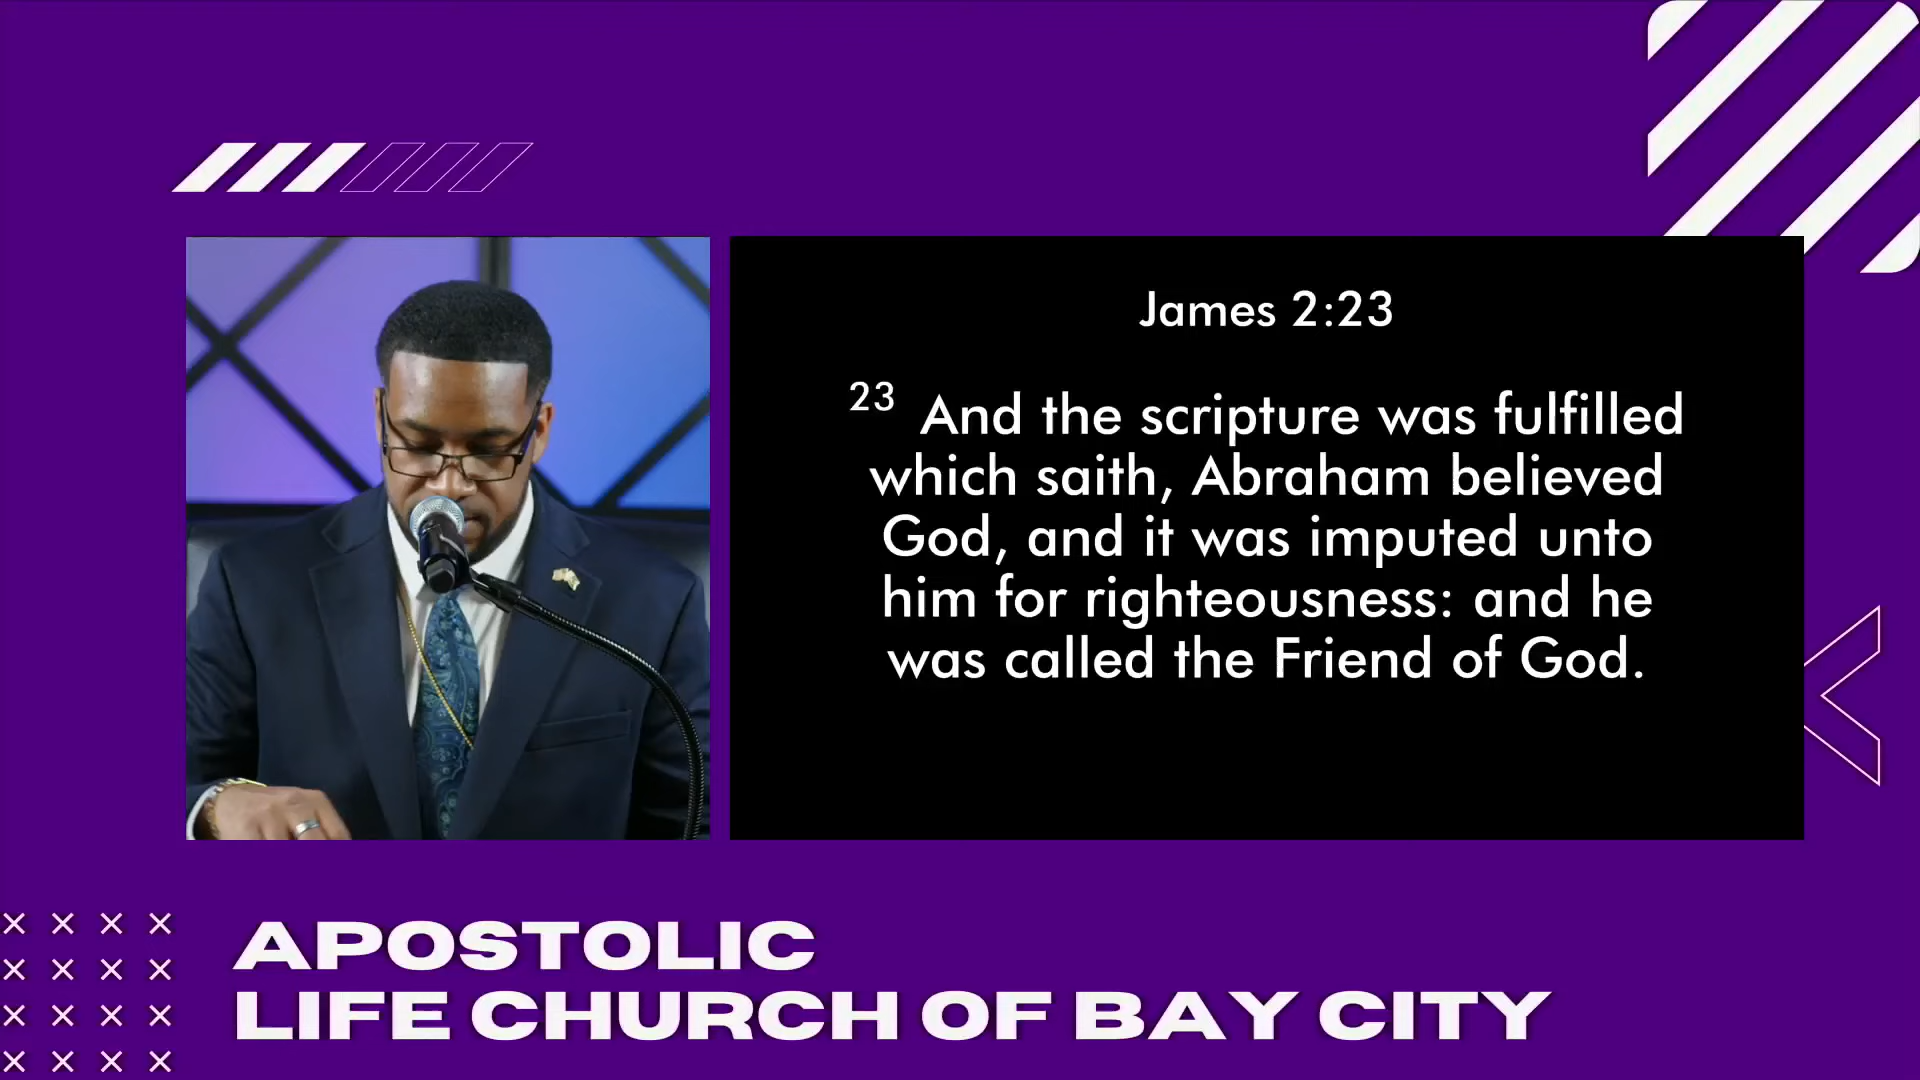 James 2:23
23 And the scripture was fulfilled
which saith, Abraham believed
God, and it was imputed unto
him for righteousness: and he
was called the Friend of God.
APOSTOLIC
LIFE CHURCH OF BAY CITY